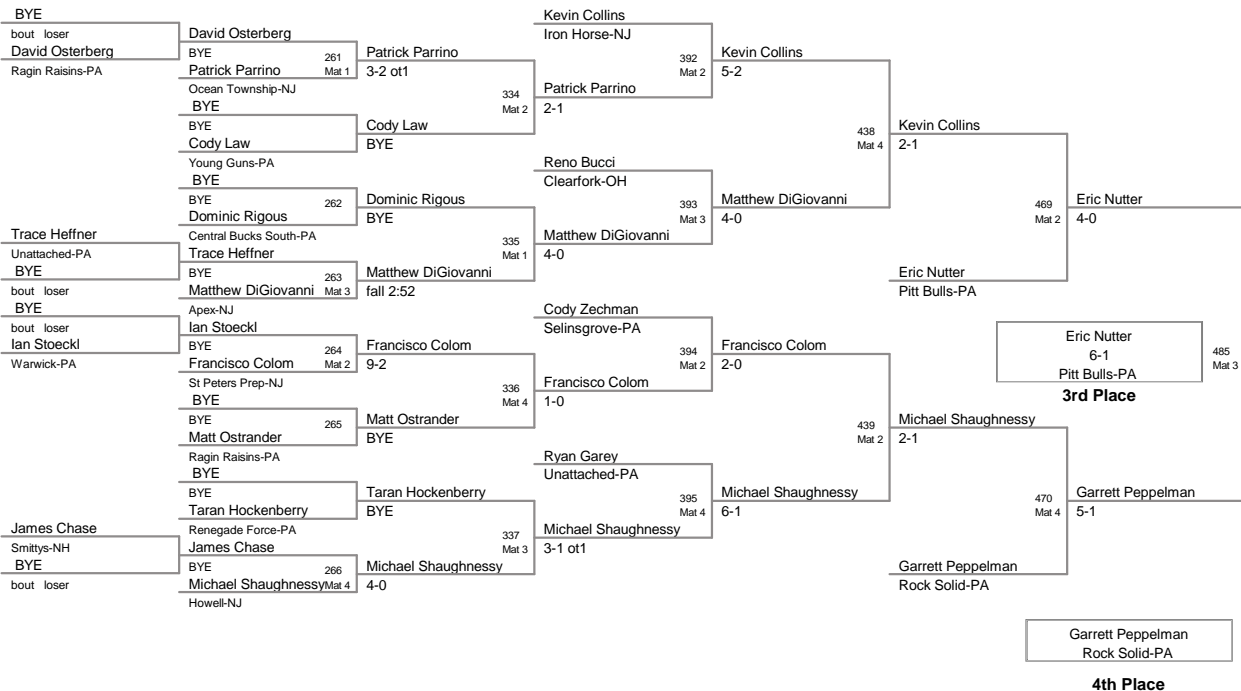 BYE
bout loser
David Osterberg
Ragin Raisins-PA
Trace Heffner
Unattached-PA
BYE
bout loser
BYE
bout loser
Ian Stoeckl
Warwick-PA
James Chase
Smittys-NH
BYE
bout loser
David Osterberg
BYE
261
Patrick Parrino
Mat 1
Ocean Township-NJ
BYE
BYE
Cody Law
Young Guns-PA
BYE
BYE
262
Dominic Rigous
Central Bucks South-PA
Trace Heffner
BYE
263
Matthew DiGiovanni
Mat 3
Apex-NJ
Ian Stoeckl
BYE
264
Francisco Colom
Mat 2
St Peters Prep-NJ
BYE
BYE
265
Matt Ostrander
Ragin Raisins-PA
BYE
BYE
Taran Hockenberry
Renegade Force-PA
James Chase
BYE
266
Michael Shaughnessy
Mat 4
Howell-NJ
Patrick Parrino
3-2 ot1
334
Mat 2
Cody Law
BYE
Dominic Rigous
BYE
335
Mat 1
Matthew DiGiovanni
fall 2:52
Francisco Colom
9-2
336
Mat 4
Matt Ostrander
BYE
Taran Hockenberry
BYE
337
Mat 3
Michael Shaughnessy
4-0
Kevin Collins
Iron Horse-NJ
392
Mat 2
Patrick Parrino
2-1
Reno Bucci
Clearfork-OH
393
Mat 3
Matthew DiGiovanni
4-0
Cody Zechman
Selinsgrove-PA
394
Mat 2
Francisco Colom
1-0
Ryan Garey
Unattached-PA
395
Mat 4
Michael Shaughnessy
3-1 ot1
Kevin Collins
5-2
438
Mat 4
Matthew DiGiovanni
4-0
Francisco Colom
2-0
439
Mat 2
Michael Shaughnessy
6-1
Kevin Collins
2-1
469
Mat 2
Eric Nutter
Pitt Bulls-PA
Michael Shaughnessy
2-1
470
Mat 4
Garrett Peppelman
Rock Solid-PA
Eric Nutter
4-0
Eric Nutter
6-1
Pitt Bulls-PA
485
Mat 3
3rd Place
Garrett Peppelman
5-1
Garrett Peppelman
Rock Solid-PA
4th Place